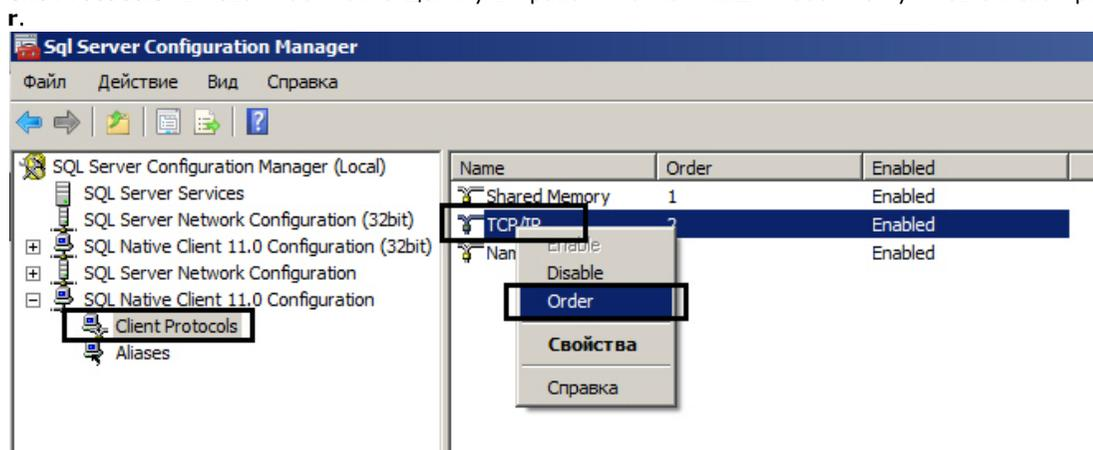 r.
Sql Server Configuration Manager
Файл Действие Вид Справка
SQL Server Configuration Manager (Local)
SQL Server Services
SQL Server Network Configuration (32bit)
SQL Native Client 11.0 Configuration (32bit)
SQL Server Network Configuration
SQL Native Client 11.0 Configuration
Client Protocols
Aliases
Name Order Enabled
Shared Memory 1 Enabled
TCP/IP 2 Enabled
Nam Enabled
Enable
Disable
Order
Свойства
Справка